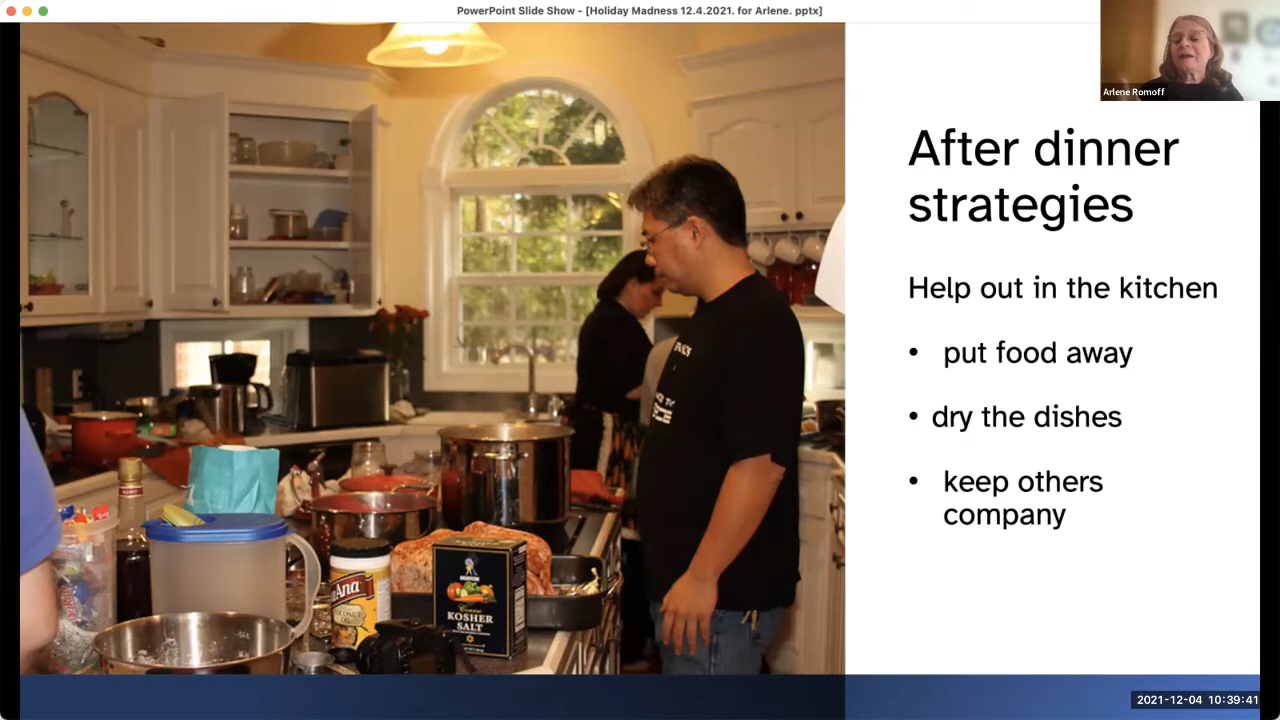 PowerPoint Slide Show - [Holiday Madness 12.4.2021. for Arlene. pptx]
Arlene Romoff
After dinner
strategies
Help out in the kitchen
• put food away
• dry the dishes
• keep others
company
MORTON
Coarse
KOSHER
SALT
2021-12-04 10:39:41